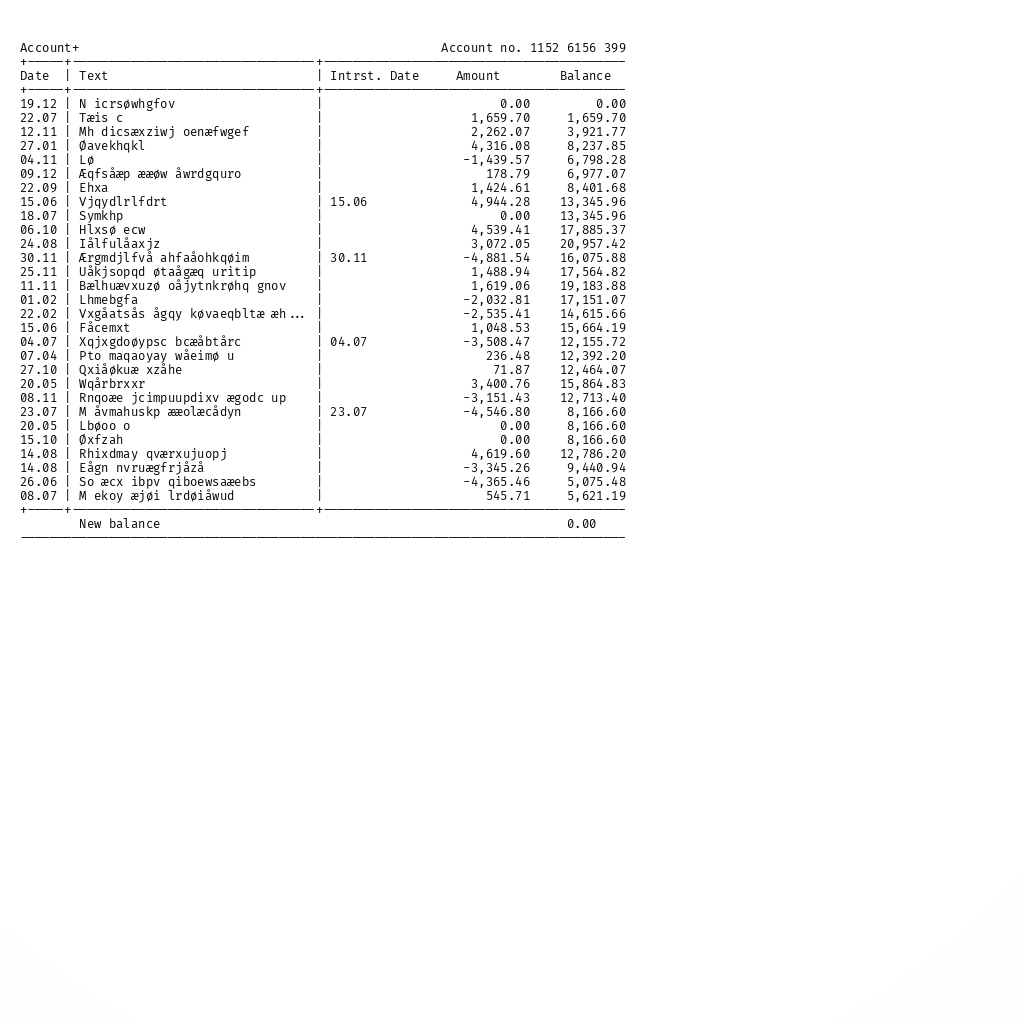 Account+ Account no. 1152 6156 399
Date | Text | Intrst. Date Amount Balance
19.12 | N icrsøwhgfov | 0.00 0.00
22.07 | Tæis c | 1,659.70 1,659.70
12.11 | Mh dicsæxziwj oenæfwgef | 2,262.07 3,921.77
27.01 | Øavekhqkl | 4,316.08 8,237.85
04.11 | Lø | -1,439.57 6,798.28
09.12 | Æqfsåæp ææøw åwrdgquro | 178.79 6,977.07
22.09 | Ehxa | 1,424.61 8,401.68
15.06 | Vjqydlrlfdrt | 15.06 4,944.28 13,345.96
18.07 | Symkhp | 0.00 13,345.96
06.10 | Hlxsø ecw | 4,539.41 17,885.37
24.08 | Iålfulåaxjz | 3,072.05 20,957.42
30.11 | Ærgmdjlfvå ahfaåohkqøim | 30.11 -4,881.54 16,075.88
25.11 | Uåkjsopqd øtaågæq uritip | 1,488.94 17,564.82
11.11 | Bælhuævxuzø oåjytnkrøhq gnov | 1,619.06 19,183.88
01.02 | Lhmebgfa | -2,032.81 17,151.07
22.02 | Vxgåatsås ågqy køvaeqbltæ æh... | -2,535.41 14,615.66
15.06 | Fåcemxt | 1,048.53 15,664.19
04.07 | Xqjxgdoøypsc bcæåbtårc | 04.07 -3,508.47 12,155.72
07.04 | Pto maqaoyay wåeimø u | 236.48 12,392.20
27.10 | Qxiåøkuæ xzåhe | 71.87 12,464.07
20.05 | Wqårbrxxr | 3,400.76 15,864.83
08.11 | Rnqoæe jcimpuupdixv ægodc up | -3,151.43 12,713.40
23.07 | M åvmahuskp ææolæcådyn | 23.07 -4,546.80 8,166.60
20.05 | Lbøoo o | 0.00 8,166.60
15.10 | Øxfzah | 0.00 8,166.60
14.08 | Rhixdmay qværxujuopj | 4,619.60 12,786.20
14.08 | Eågn nvruægfrjåzå | -3,345.26 9,440.94
26.06 | So æcx ibpv qiboewsaæebs | -4,365.46 5,075.48
08.07 | M ekoy æjøi lrdøiåwud | 545.71 5,621.19
New balance 0.00